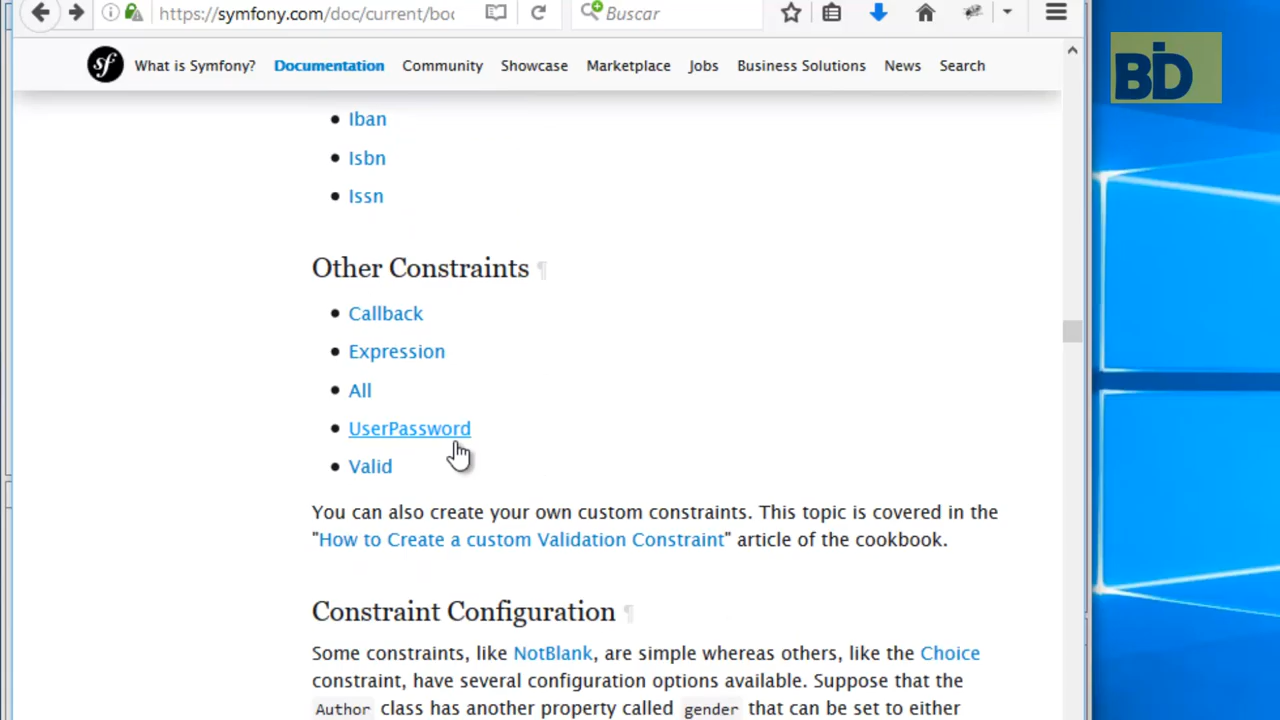 https://symfony.com/doc/current/boc
Buscar
BID
sf
What is Symfony?
Documentation
Community
Showcase
Marketplace
Jobs
Business Solutions
News
Search
Iban
Isbn
Issn
Other Constraints ¶
Callback
Expression
All
UserPassword
Valid
You can also create your own custom constraints. This topic is covered in the
"How to Create a custom Validation Constraint" article of the cookbook.
Constraint Configuration ¶
Some constraints, like NotBlank, are simple whereas others, like the Choice
constraint, have several configuration options available. Suppose that the
Author class has another property called gender that can be set to either